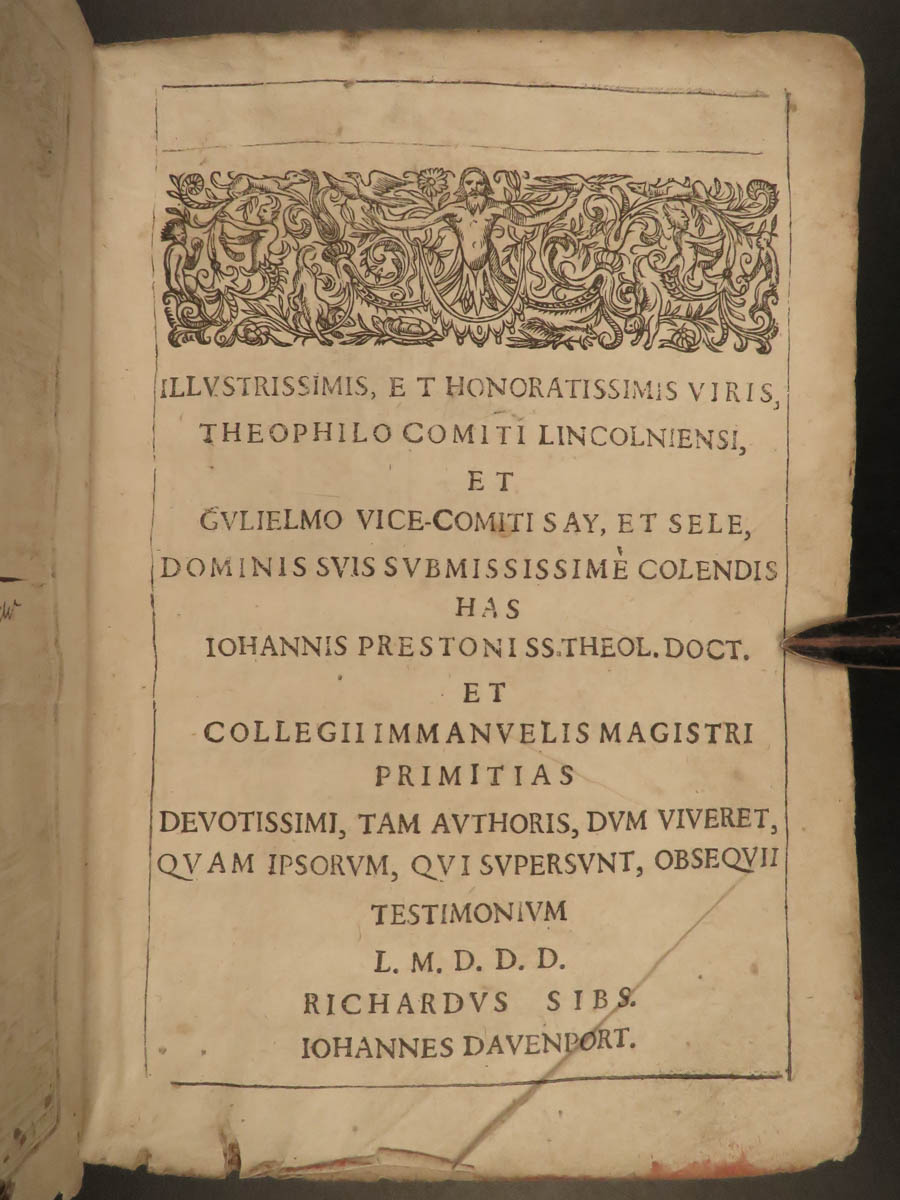 ILLVSTRISSIMIS, ET HONORATISSIMIS VIRIS,
THEOPHILO COMITI LINCOLNIENSI,
ET
GVLIELMO VICE-COMITI SAY, ET SELE,
DOMINIS SVIS SVBMISSISSIMÈ COLENDIS
HAS
IOHANNIS PRESTONI SS. THEOL. DOCT.
ET
COLLEGII IMMANVELIS MAGISTRI
PRIMITIAS
DEVOTISSIMI, TAM AVTHORIS, DVM VIVERET,
QVAM IPSORVM, QVI SVPERSVNT, OBSEQVII
TESTIMONIVM
L. M. D. D. D.
RICHARDVS SIBS.
IOHANNES DAVENPORT.